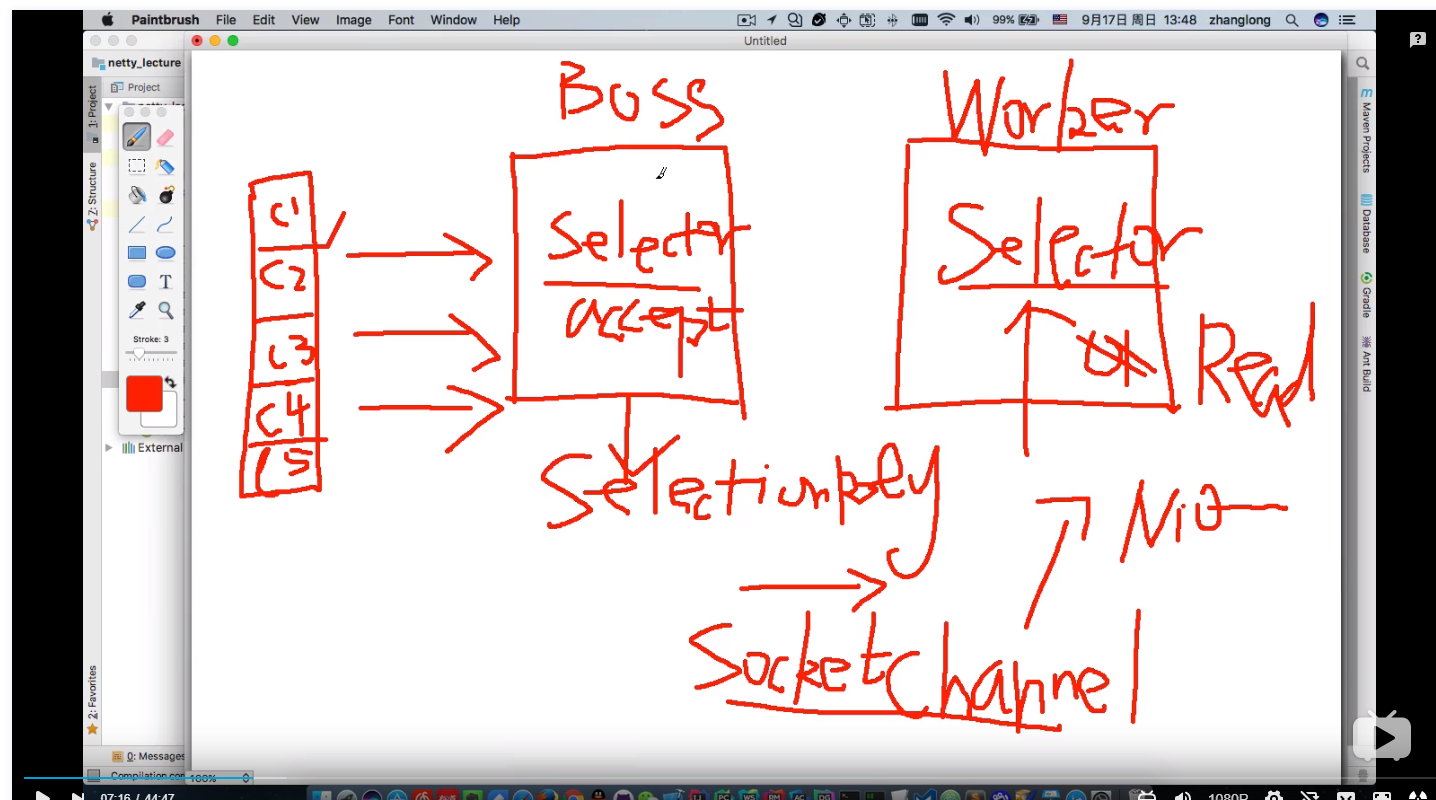 Paintbrush File Edit View Image Font Window Help 99% 9月17日 周日 13:48 zhanglong
Untitled
netty_lecture
Project
1: Project
Z: Structure
2: Favorites
Stroke: 3
External
0: Messages
100%
Maven Projects
Database
Gradle
Ant Build
Boss
Worker
C1
C2
C3
C4
C5
Selector
accept
Selector
Read
Selectionkey
Nio
SocketChannel
07:16 / 44:47
1080P